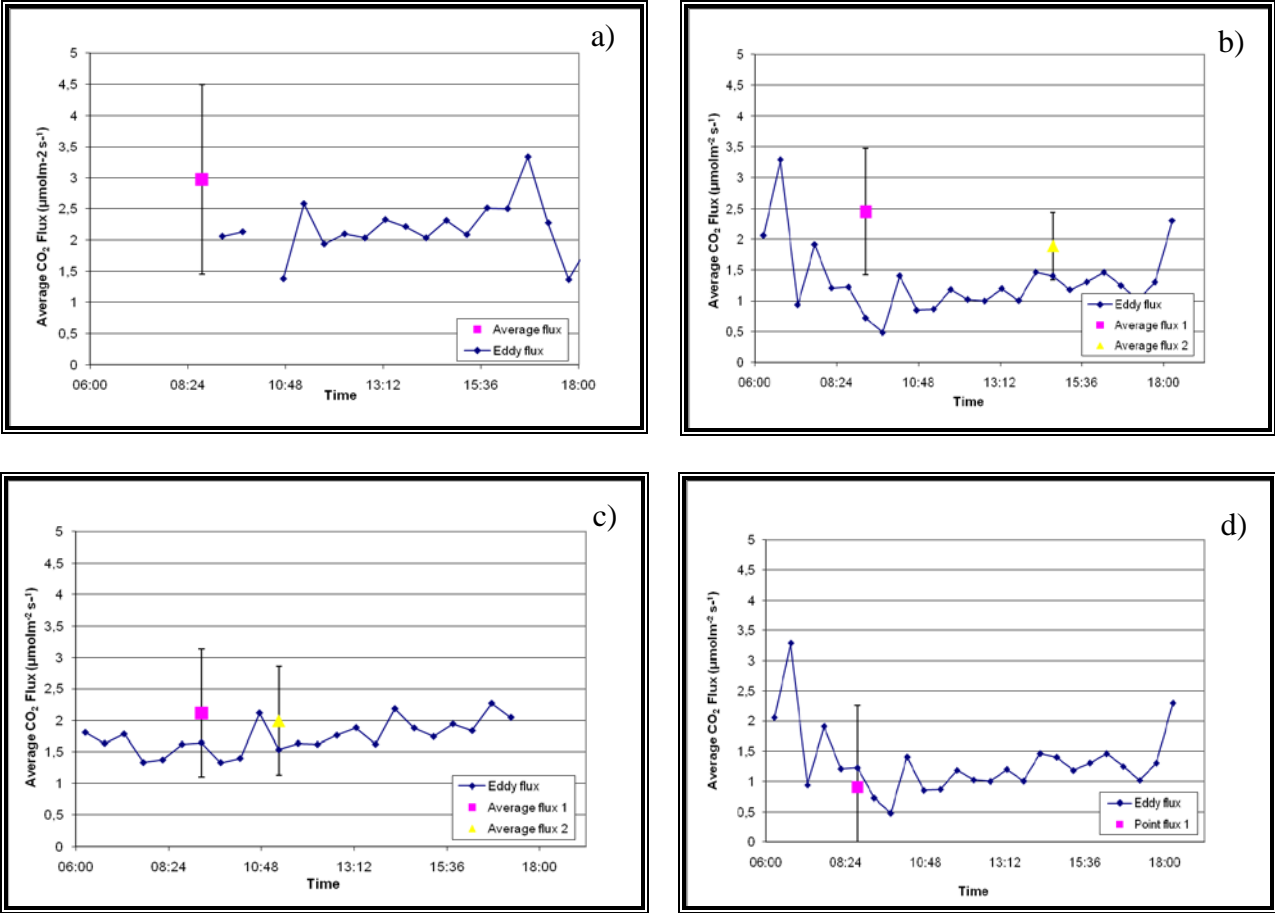 a)
5
4,5
4
3,5
3
2,5
2
1,5
1
0,5
0
Average CO2 Flux (µmolm-2 s-1)
06:00 08:24 10:48 13:12 15:36 18:00
Time
Average flux
Eddy flux
b)
5
4,5
4
3,5
3
2,5
2
1,5
1
0,5
0
Average CO2 Flux (µmolm-2 s-1)
06:00 08:24 10:48 13:12 15:36 18:00
Time
Eddy flux
Average flux 1
Average flux 2
c)
5
4,5
4
3,5
3
2,5
2
1,5
1
0,5
0
Average CO2 Flux (µmolm-2 s-1)
06:00 08:24 10:48 13:12 15:36 18:00
Time
Eddy flux
Average flux 1
Average flux 2
d)
5
4,5
4
3,5
3
2,5
2
1,5
1
0,5
0
Average CO2 Flux (µmolm-2 s-1)
06:00 08:24 10:48 13:12 15:36 18:00
Time
Eddy flux
Point flux 1